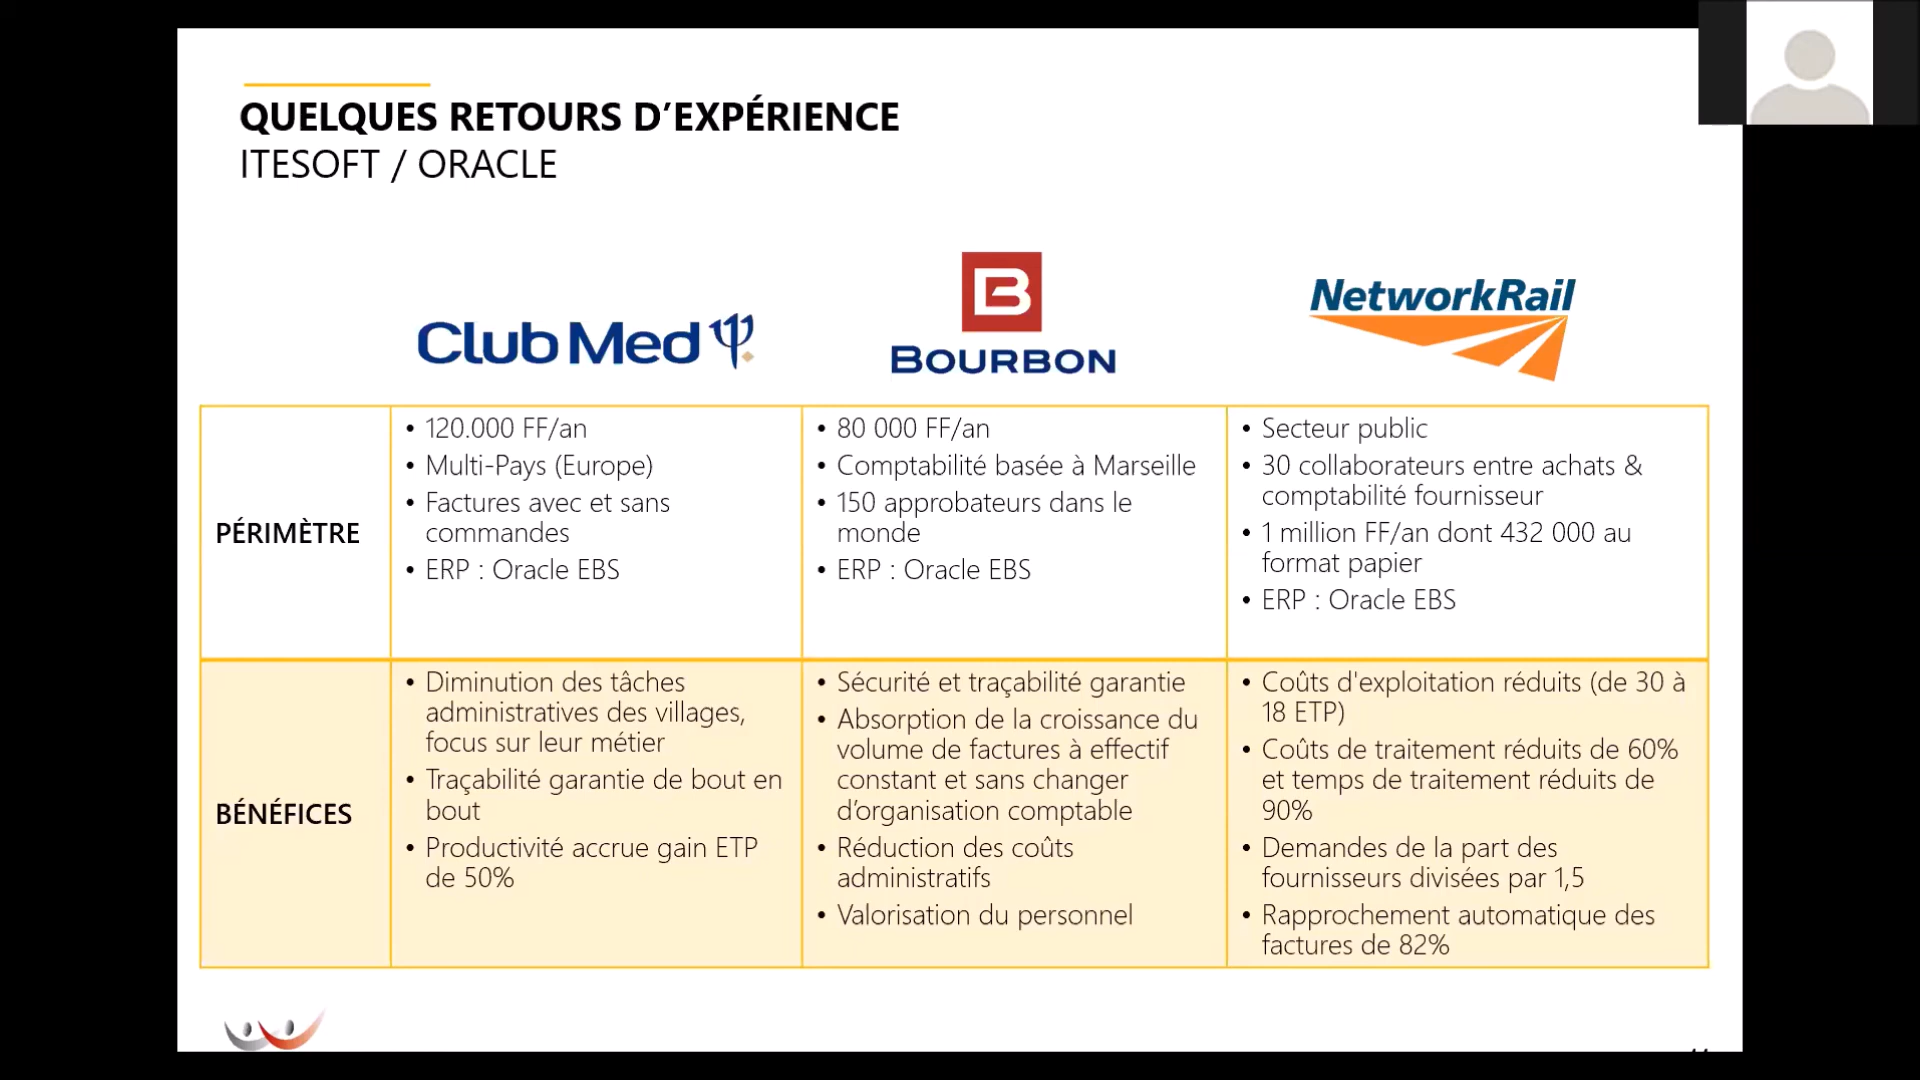 QUELQUES RETOURS D’EXPÉRIENCE
ITESOFT / ORACLE
Club Med
B
BOURBON
NetworkRail
PÉRIMÈTRE
• 120.000 FF/an
• Multi-Pays (Europe)
• Factures avec et sans
commandes
• ERP : Oracle EBS
• 80 000 FF/an
• Comptabilité basée à Marseille
• 150 approbateurs dans le
monde
• ERP : Oracle EBS
• Secteur public
• 30 collaborateurs entre achats &
comptabilité fournisseur
• 1 million FF/an dont 432 000 au
format papier
• ERP : Oracle EBS
BÉNÉFICES
• Diminution des tâches
administratives des villages,
focus sur leur métier
• Traçabilité garantie de bout en
bout
• Productivité accrue gain ETP
de 50%
• Sécurité et traçabilité garantie
• Absorption de la croissance du
volume de factures à effectif
constant et sans changer
d’organisation comptable
• Réduction des coûts
administratifs
• Valorisation du personnel
• Coûts d'exploitation réduits (de 30 à
18 ETP)
• Coûts de traitement réduits de 60%
et temps de traitement réduits de
90%
• Demandes de la part des
fournisseurs divisées par 1,5
• Rapprochement automatique des
factures de 82%